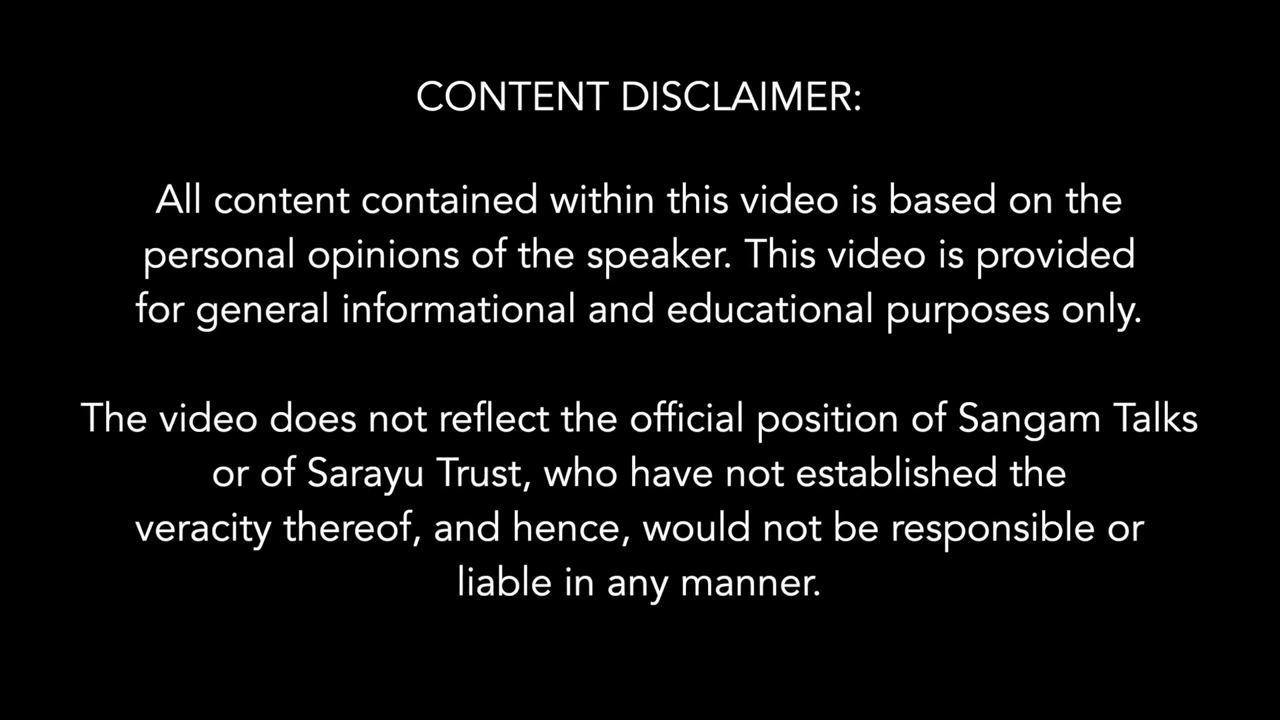 CONTENT DISCLAIMER:
All content contained within this video is based on the
personal opinions of the speaker. This video is provided
for general informational and educational purposes only.
The video does not reflect the official position of Sangam Talks
or of Sarayu Trust, who have not established the
veracity thereof, and hence, would not be responsible or
liable in any manner.